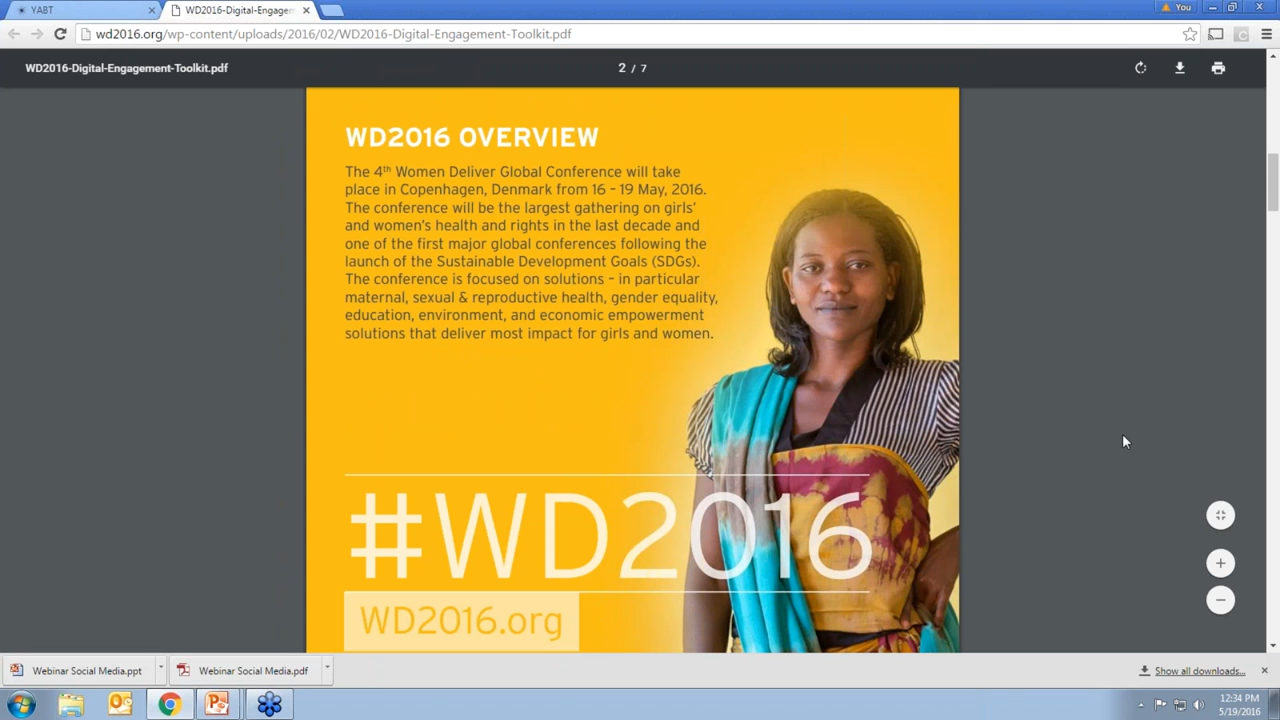 YABT
WD2016-Digital-Engagem
You
wd2016.org/wp-content/uploads/2016/02/WD2016-Digital-Engagement-Toolkit.pdf
WD2016-Digital-Engagement-Toolkit.pdf
2 / 7
WD2016 OVERVIEW
The 4th Women Deliver Global Conference will take
place in Copenhagen, Denmark from 16 – 19 May, 2016.
The conference will be the largest gathering on girls’
and women’s health and rights in the last decade and
one of the first major global conferences following the
launch of the Sustainable Development Goals (SDGs).
The conference is focused on solutions – in particular
maternal, sexual & reproductive health, gender equality,
education, environment, and economic empowerment
solutions that deliver most impact for girls and women.
#WD2016
WD2016.org
Webinar Social Media.ppt
Webinar Social Media.pdf
Show all downloads...
12:34 PM
5/19/2016